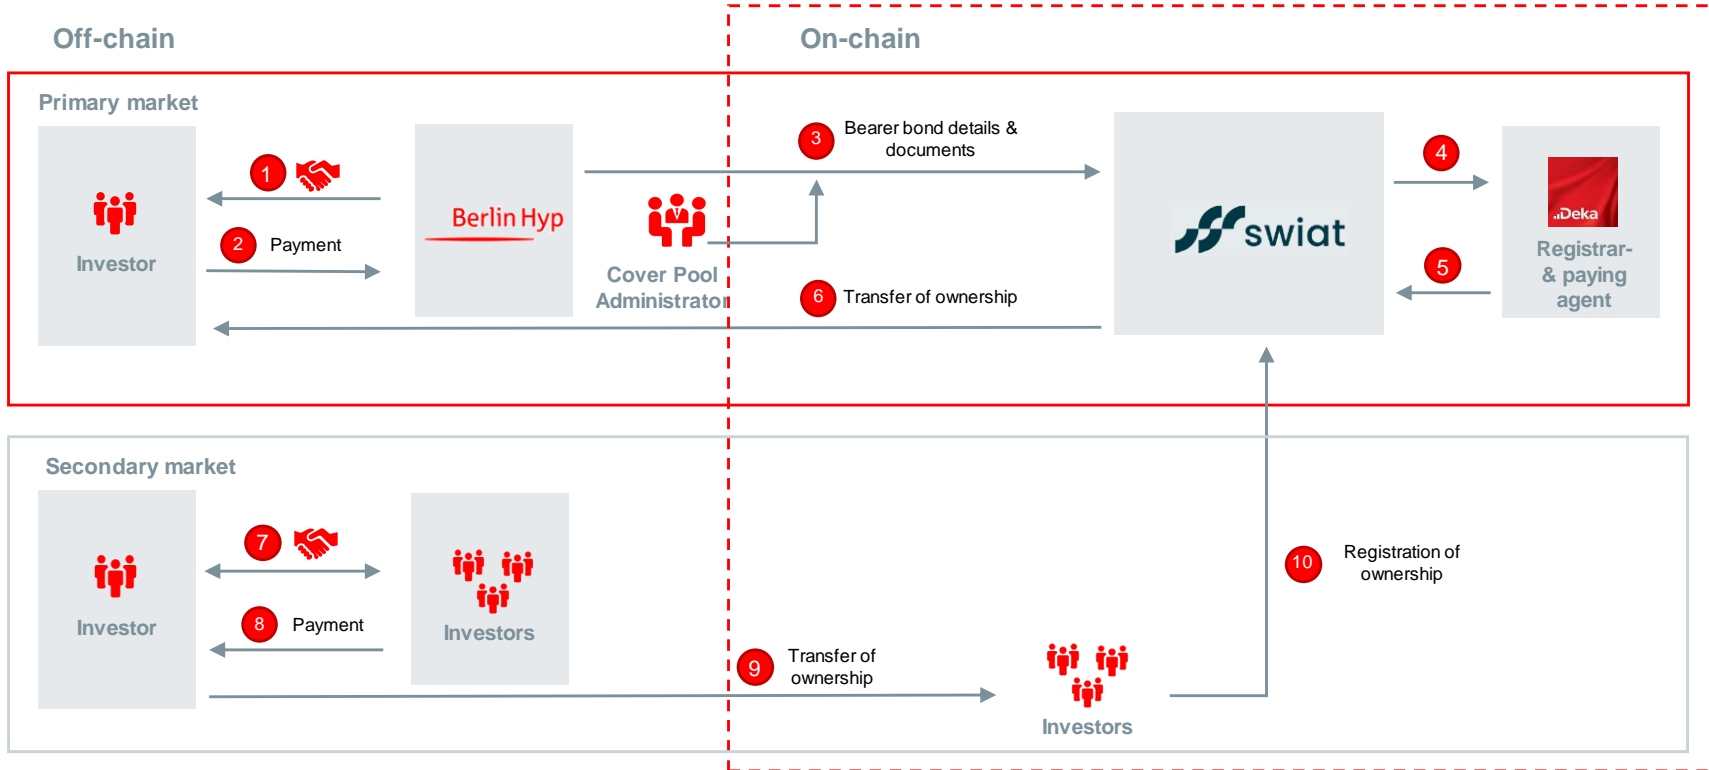 Off-chain
On-chain
Primary market
1
2
Payment
Investor
Berlin Hyp
Cover Pool
Administrator
3
Bearer bond details &
documents
6
Transfer of ownership
swiat
4
5
..Deka
Registrar-
& paying
agent
Secondary market
7
8
Payment
Investor
Investors
9
Transfer of
ownership
Investors
10
Registration of
ownership